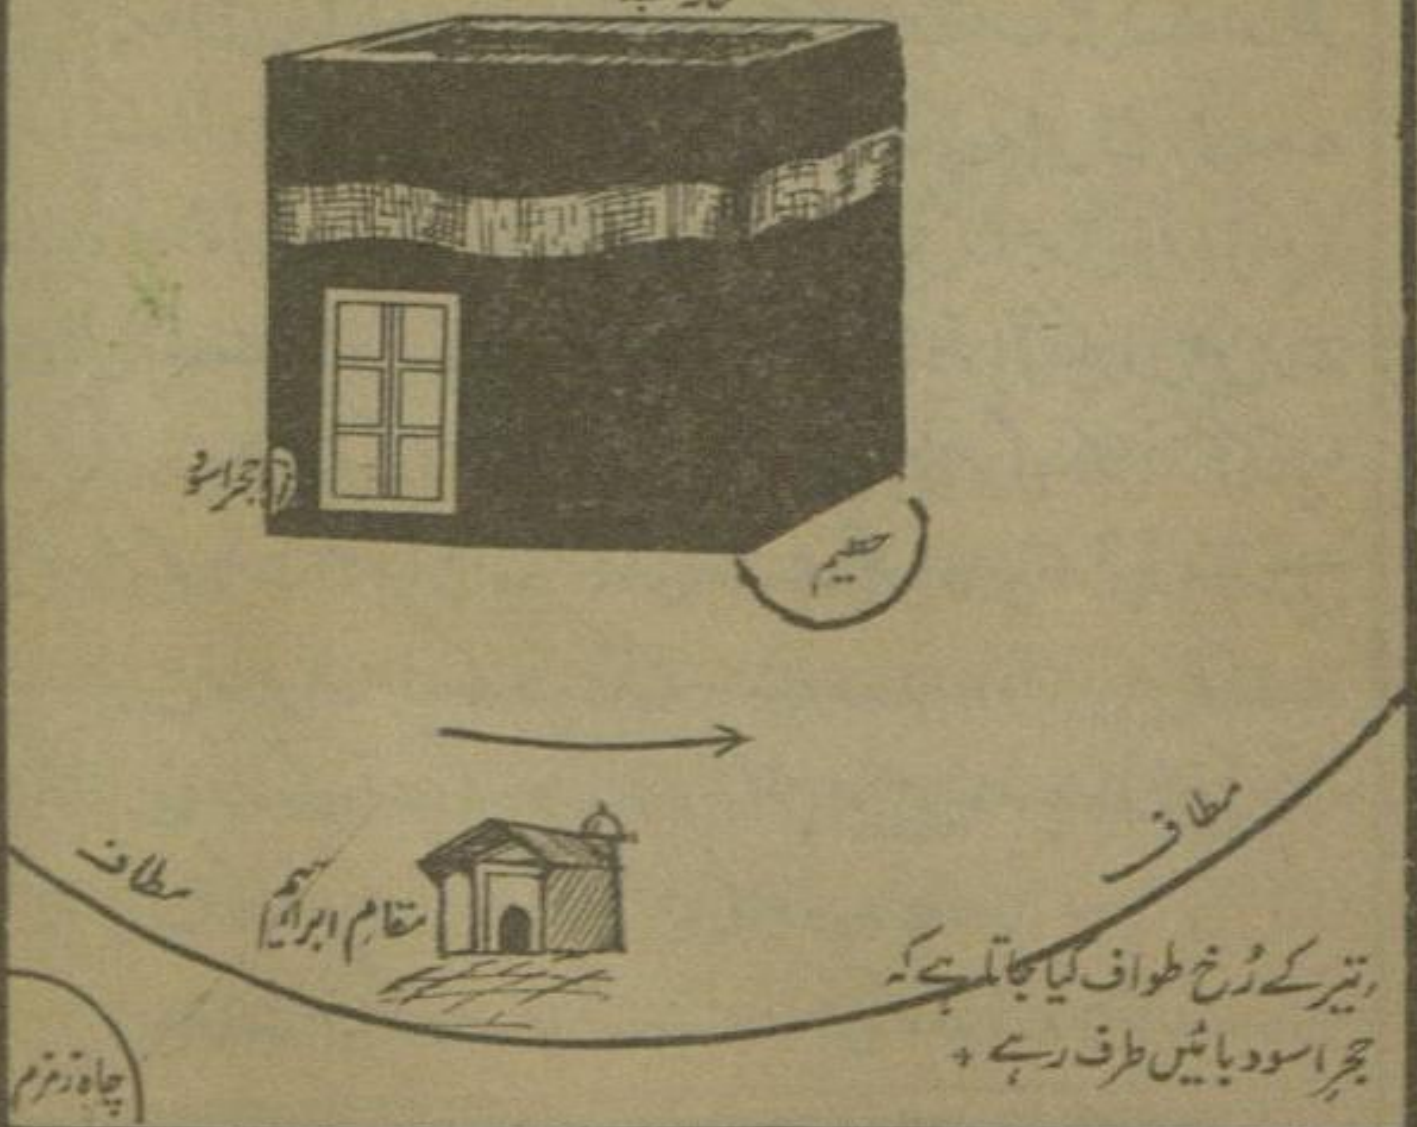 حجر اسود
حطیم
مطاف
مطاف
مقامِ ابراہیم
تیر کے رُخ طواف کیا جاتا ہے کہ
حجرِ اسود بائیں طرف رہے +
چاہ زمزم